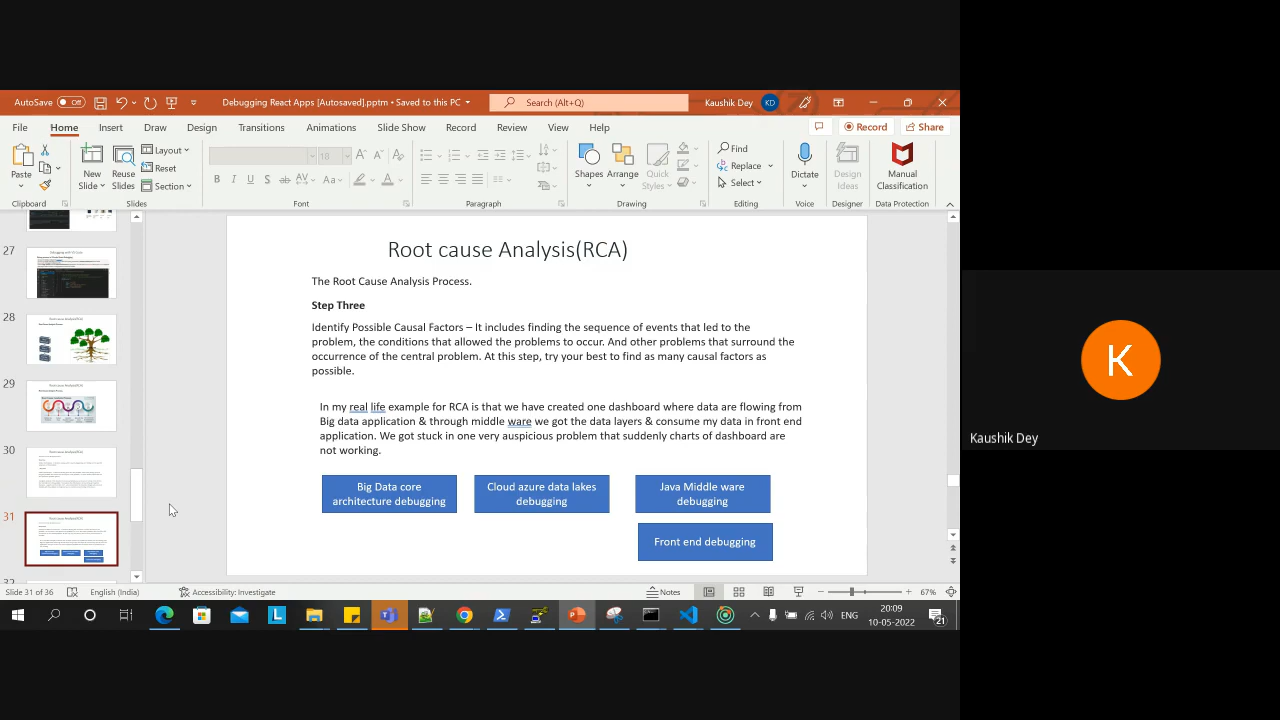 AutoSave Off Debugging React Apps [Autosaved].pptm • Saved to this PC Search (Alt+Q) Kaushik Dey KD
File Home Insert Draw Design Transitions Animations Slide Show Record Review View Help Record Share
Paste New Slide Reuse Slides Layout Reset Section 18 Shapes Arrange Quick Styles Find Replace Select Dictate Design Ideas Manual Classification
Clipboard Slides Font Paragraph Drawing Editing Voice Designer Data Protection
27
28
29
30
31
32
Root cause Analysis(RCA)
The Root Cause Analysis Process.
Step Three
Identify Possible Causal Factors – It includes finding the sequence of events that led to the
problem, the conditions that allowed the problems to occur. And other problems that surround the
occurrence of the central problem. At this step, try your best to find as many causal factors as
possible.
In my real life example for RCA is that we have created one dashboard where data are flowing from
Big data application & through middle ware we got the data layers & consume my data in front end
application. We got stuck in one very auspicious problem that suddenly charts of dashboard are
not working.
Big Data core
architecture debugging
Cloud azure data lakes
debugging
Java Middle ware
debugging
Front end debugging
K
Kaushik Dey
Slide 31 of 36 English (India) Accessibility: Investigate Notes 67%
ENG 20:09
10-05-2022 21